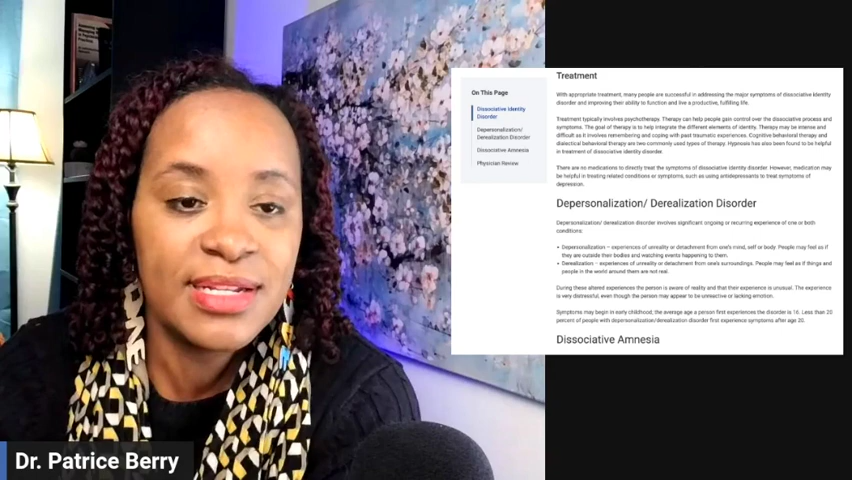 Treatment
With appropriate treatment, many people are successful in addressing the major symptoms of dissociative identity
disorder and improving their ability to function and live a productive, fulfilling life.
Treatment typically involves psychotherapy. Therapy can help people gain control over the dissociative process and
symptoms. The goal of therapy is to help integrate the different elements of identity. Therapy may be intense and
difficult as it involves remembering and coping with past traumatic experiences. Cognitive behavioral therapy and
dialectical behavioral therapy are two commonly used types of therapy. Hypnosis has also been found to be helpful
in treatment of dissociative identity disorder.
There are no medications to directly treat the symptoms of dissociative identity disorder. However, medication may
be helpful in treating related conditions or symptoms, such as using antidepressants to treat symptoms of
depression.
Depersonalization/ Derealization Disorder
Depersonalization/ derealization disorder involves significant ongoing or recurring experience of one or both
conditions:
• Depersonalization – experiences of unreality or detachment from one's mind, self or body. People may feel as if
they are outside their bodies and watching events happening to them.
• Derealization – experiences of unreality or detachment from one's surroundings. People may feel as if things and
people in the world around them are not real.
During these altered experiences the person is aware of reality and that their experience is unusual. The experience
is very distressful, even though the person may appear to be unreactive or lacking emotion.
Symptoms may begin in early childhood; the average age a person first experiences the disorder is 16. Less than 20
percent of people with depersonalization/derealization disorder first experience symptoms after age 20.
Dissociative Amnesia
On This Page
Dissociative Identity
Disorder
Depersonalization/
Derealization Disorder
Dissociative Amnesia
Physician Review
Dr. Patrice Berry